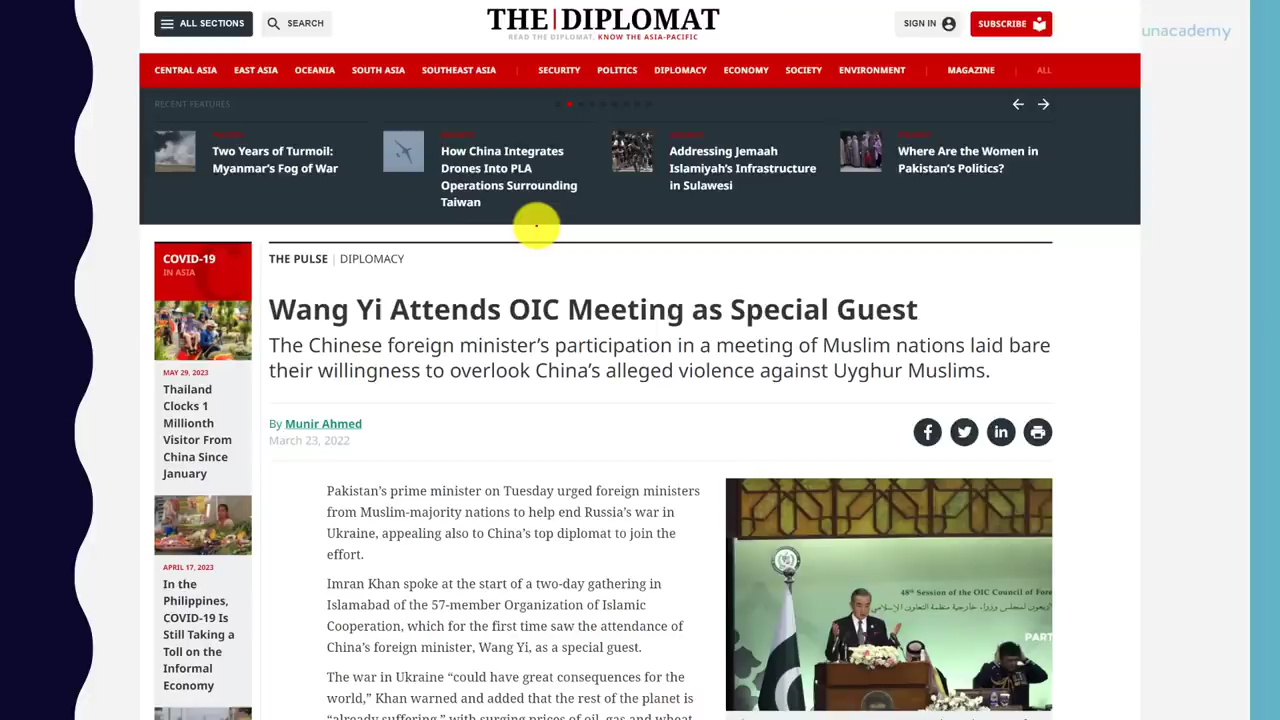 ALL SECTIONS
SEARCH
THE DIPLOMAT
READ THE DIPLOMAT, KNOW THE ASIA-PACIFIC
SIGN IN
SUBSCRIBE
unacademy
CENTRAL ASIA EAST ASIA OCEANIA SOUTH ASIA SOUTHEAST ASIA | SECURITY POLITICS DIPLOMACY ECONOMY SOCIETY ENVIRONMENT | MAGAZINE | ALL
RECENT FEATURES
Two Years of Turmoil:
Myanmar's Fog of War
How China Integrates
Drones Into PLA
Operations Surrounding
Taiwan
Addressing Jemaah
Islamiyah's Infrastructure
in Sulawesi
Where Are the Women in
Pakistan's Politics?
COVID-19
IN ASIA
MAY 29, 2023
Thailand
Clocks 1
Millionth
Visitor From
China Since
January
APRIL 17, 2023
In the
Philippines,
COVID-19 Is
Still Taking a
Toll on the
Informal
Economy
THE PULSE | DIPLOMACY
Wang Yi Attends OIC Meeting as Special Guest
The Chinese foreign minister's participation in a meeting of Muslim nations laid bare
their willingness to overlook China's alleged violence against Uyghur Muslims.
By Munir Ahmed
March 23, 2022
Pakistan's prime minister on Tuesday urged foreign ministers
from Muslim-majority nations to help end Russia's war in
Ukraine, appealing also to China's top diplomat to join the
effort.
Imran Khan spoke at the start of a two-day gathering in
Islamabad of the 57-member Organization of Islamic
Cooperation, which for the first time saw the attendance of
China's foreign minister, Wang Yi, as a special guest.
The war in Ukraine "could have great consequences for the
world," Khan warned and added that the rest of the planet is
"already suffering," with surging prices of oil, gas and wheat
48th Session of the OIC Council of Fore
PART